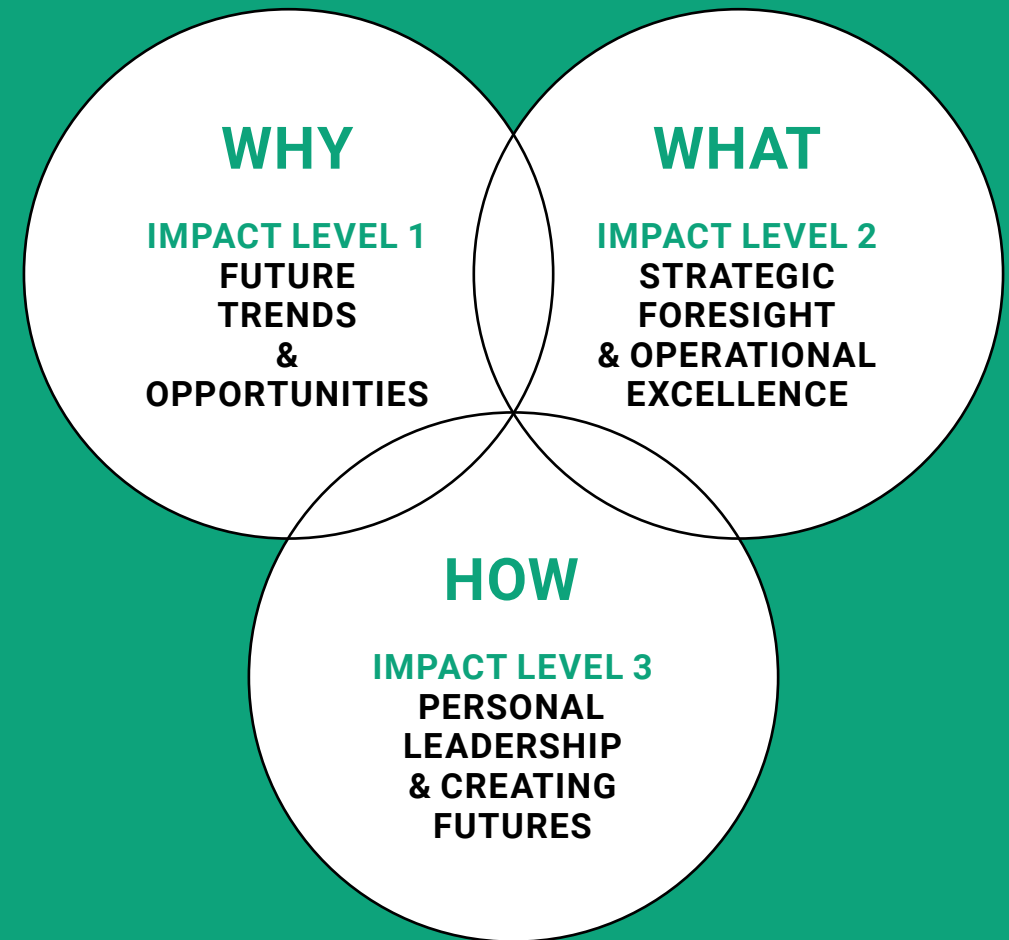 WHY
IMPACT LEVEL 1
FUTURE
TRENDS
&
OPPORTUNITIES
WHAT
IMPACT LEVEL 2
STRATEGIC
FORESIGHT
& OPERATIONAL
EXCELLENCE
HOW
IMPACT LEVEL 3
PERSONAL
LEADERSHIP
& CREATING
FUTURES